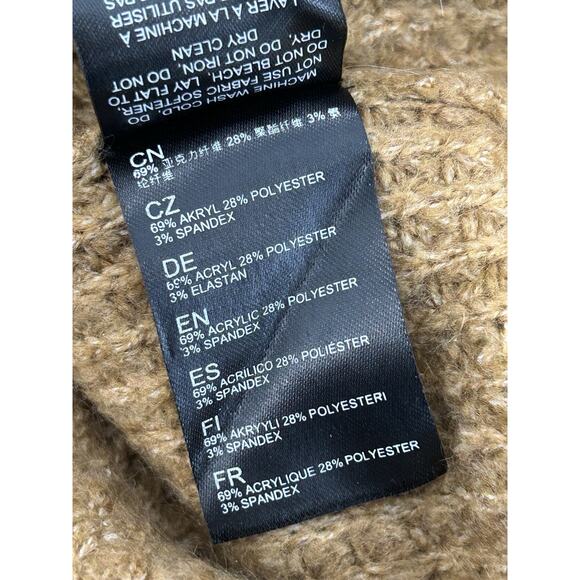 MACHINE WASH COLD, DO
NOT USE FABRIC SOFTENER,
NOT BLEACH, LAY FLAT TO
DRY, DO NOT IRON, DO NOT
DRY CLEAN
LAVER À LA MACHINE À
PAS UTILISER
CN
69% 亚克力纤维 28% 聚酯纤维 3% 氨
纶纤维
CZ
69% AKRYL 28% POLYESTER
3% SPANDEX
DE
69% ACRYL 28% POLYESTER
3% ELASTAN
EN
69% ACRYLIC 28% POLYESTER
3% SPANDEX
ES
69% ACRILICO 28% POLIÉSTER
3% SPANDEX
FI
69% AKRYYLI 28% POLYESTERI
3% SPANDEX
FR
69% ACRYLIQUE 28% POLYESTER
3% SPANDEX